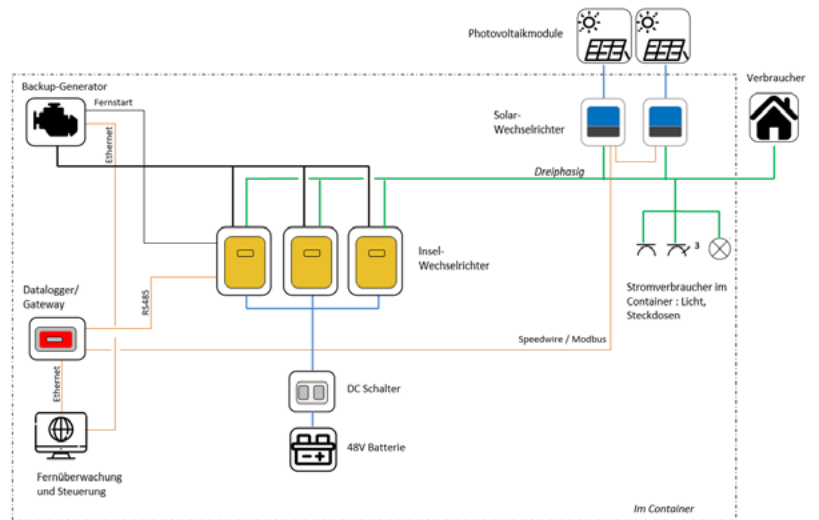 Photovoltaikmodule
Verbraucher
Backup-Generator
Fernstart
Ethernet
Solar-
Wechselrichter
Dreiphasig
Insel-
Wechselrichter
3
Stromverbraucher im
Container : Licht,
Steckdosen
Datalogger/
Gateway
RS485
Speedwire / Modbus
Ethernet
DC Schalter
48V Batterie
Fernüberwachung
und Steuerung
Im Container